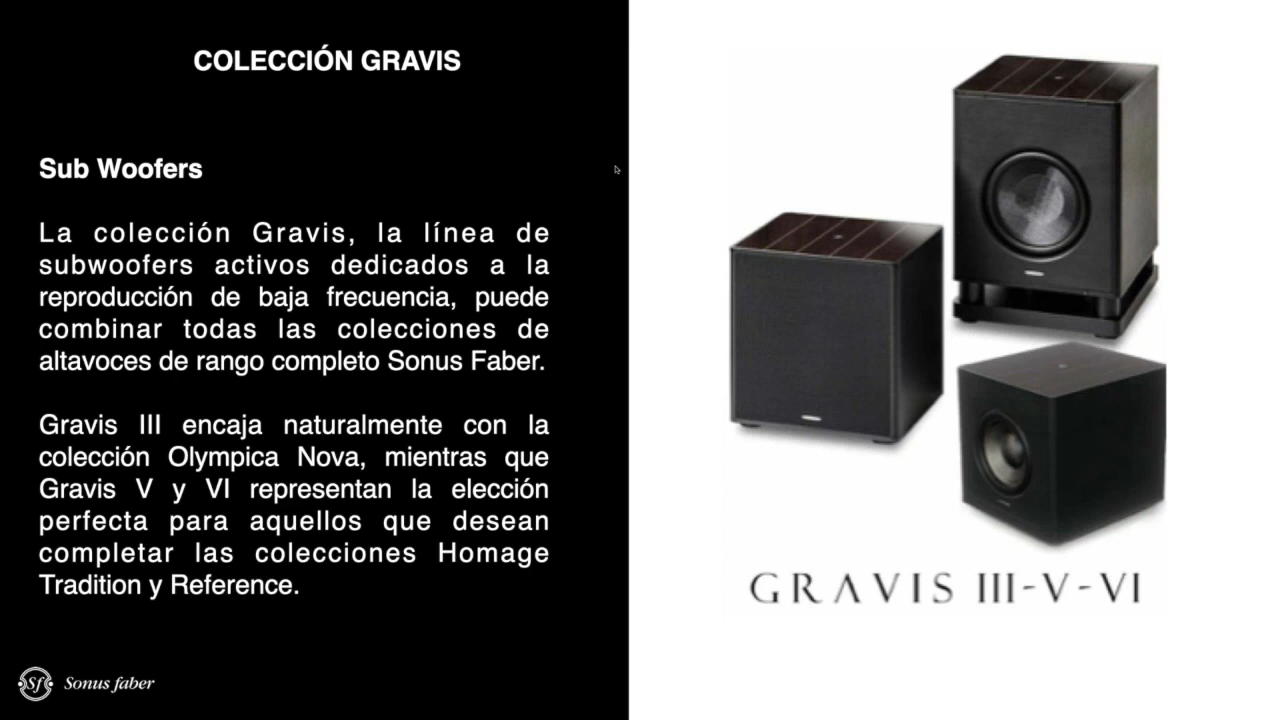 COLECCIÓN GRAVIS
Sub Woofers
La colección Gravis, la línea de
subwoofers activos dedicados a la
reproducción de baja frecuencia, puede
combinar todas las colecciones de
altavoces de rango completo Sonus Faber.
Gravis III encaja naturalmente con la
colección Olympica Nova, mientras que
Gravis V y VI representan la elección
perfecta para aquellos que desean
completar las colecciones Homage
Tradition y Reference.
Sf Sonus faber
GRAVIS III-V-VI